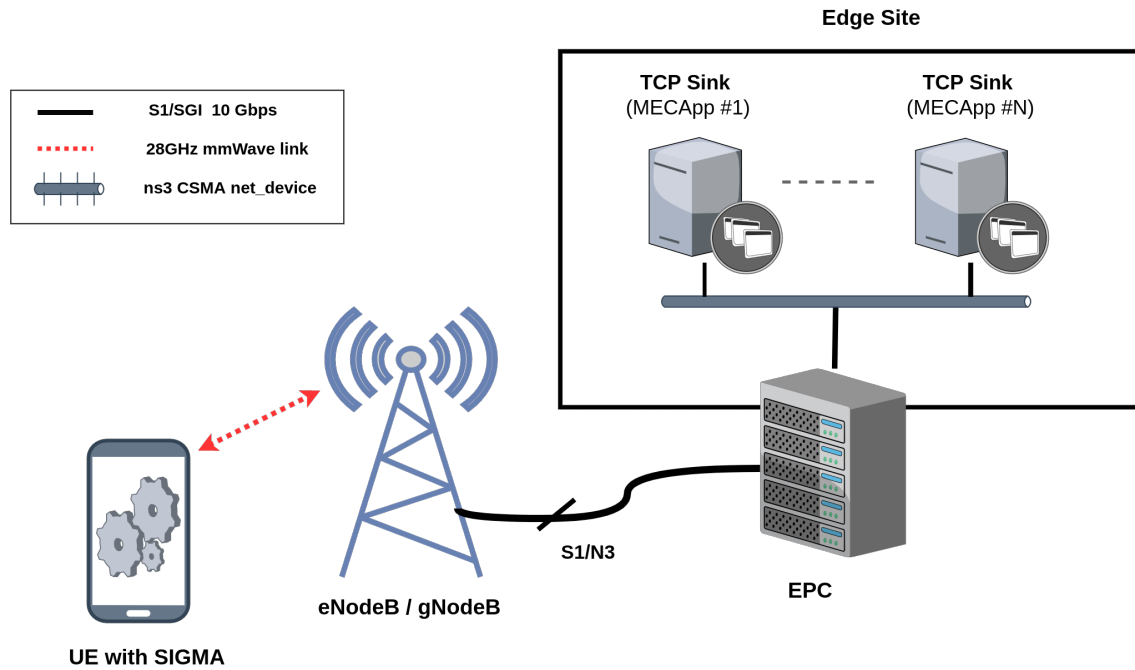 Edge Site
TCP Sink
(MECApp #1)
TCP Sink
(MECApp #N)
S1/SGI 10 Gbps
28GHz mmWave link
ns3 CSMA net_device
S1/N3
EPC
eNodeB / gNodeB
UE with SIGMA